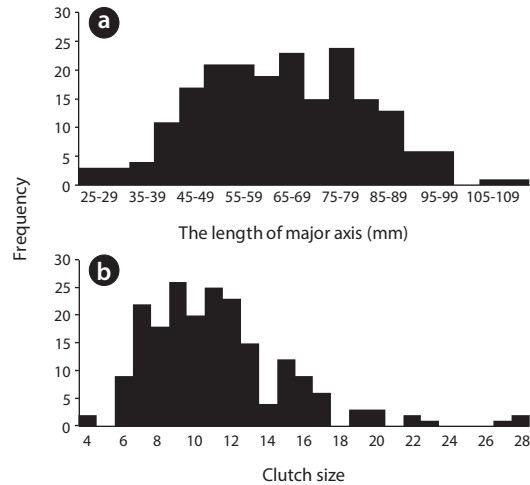 a
30
25
20
15
10
5
0
25-29 35-39 45-49 55-59 65-69 75-79 85-89 95-99 105-109
The length of major axis (mm)
Frequency
b
30
25
20
15
10
5
0
4 6 8 10 12 14 16 18 20 22 24 26 28
Clutch size